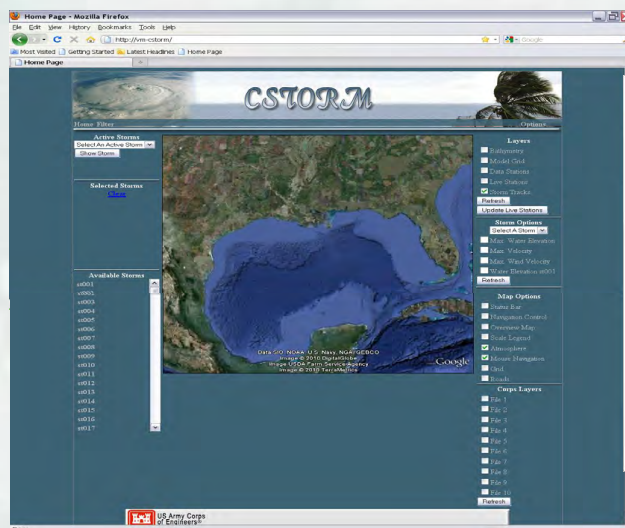 Home Page - Mozilla Firefox
File Edit View History Bookmarks Tools Help
http://vm-cstorm/
Google
Most Visited Getting Started Latest Headlines Home Page
Home Page
CSTORM
Home Filter
Options
Active Storms
Select An Active Storm
Show Storm
Selected Storms
Clear
Available Storms
st001
st002
st003
st004
st005
st006
st007
st008
st009
st010
st011
st012
st013
st014
st015
st016
st017
Data SIO, NOAA, U.S. Navy, NGA, GEBCO
Image © 2010 DigitalGlobe
Image USDA Farm Service Agency
Image © 2010 TerraMetrics
Google
Layers
Bathymetry
Model Grid
Data Stations
Live Stations
Storm Tracks
Refresh
Update Live Stations
Storm Options
Select A Storm
Max. Water Elevation
Max. Velocity
Max. Wind Velocity
Water Elevation st001
Refresh
Map Options
Status Bar
Navigation Control
Overview Map
Scale Legend
Atmosphere
Mouse Navigation
Grid
Roads
Corps Layers
File 1
File 2
File 3
File 4
File 5
File 6
File 7
File 8
File 9
File 10
Refresh
US Army Corps
of Engineers®